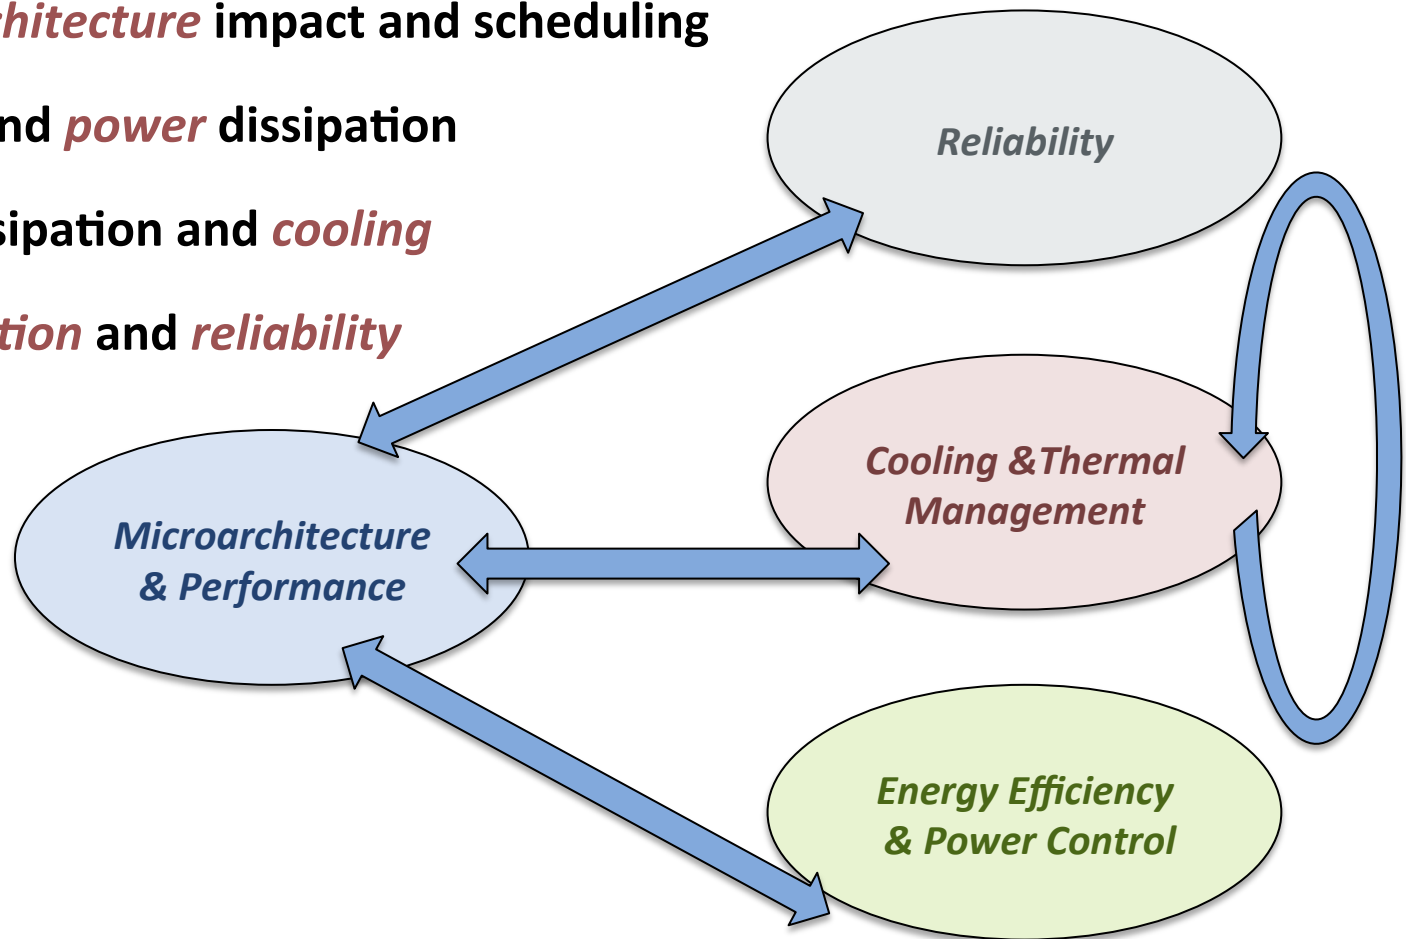 hitecture impact and scheduling
nd power dissipation
sipation and cooling
tion and reliability
Reliability
Cooling &Thermal
Management
Microarchitecture
& Performance
Energy Efficiency
& Power Control